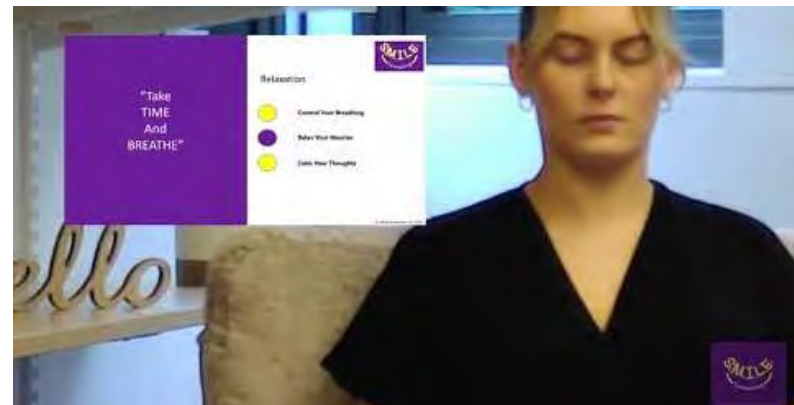 "Take
TIME
And
BREATHE"
SMILE
Relaxation
Control Your Breathing
Relax Your Muscles
Calm Your Thoughts
ello
SMILE